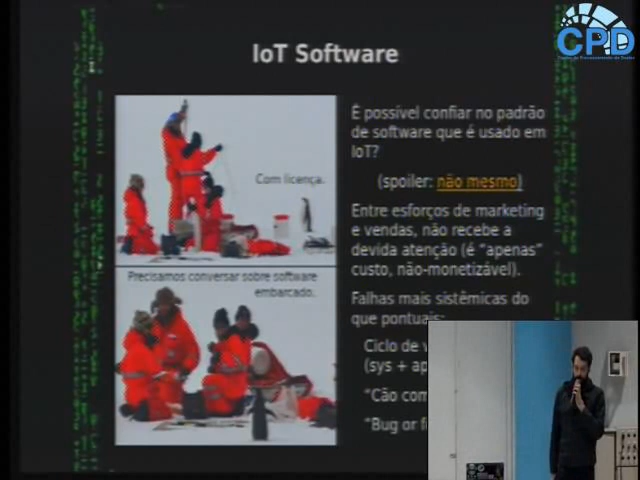 CPD
IoT Software
É possível confiar no padrão
de software que é usado em
IoT?
(spoiler: não mesmo)
Entre esforços de marketing
e vendas, não recebe a
devida atenção (é “apenas”
custo, não-monetizável).
Falhas mais sistêmicas do
que pontuais:
Ciclo de
(sys +
“Cão
“Bug or
Com licença.
Precisamos conversar sobre software
embarcado.